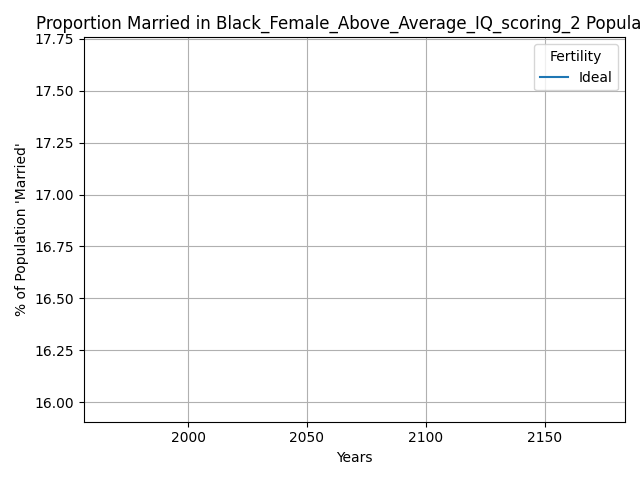 Proportion Married in Black_Female_Above_Average_IQ_scoring_2 Popula
17.75
17.50
17.25
17.00
16.75
16.50
16.25
16.00
% of Population 'Married'
Fertility
Ideal
2000 2050 2100 2150
Years